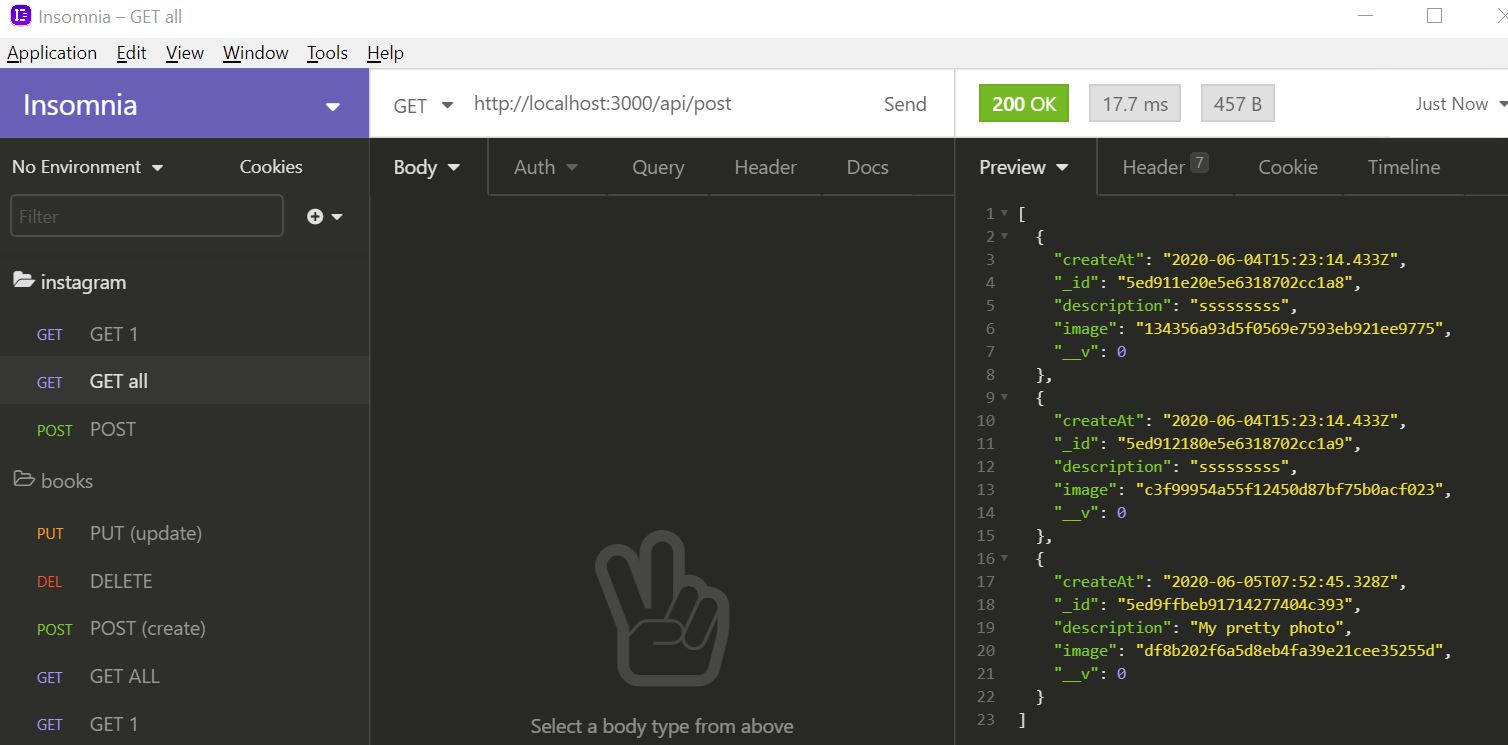 Insomnia – GET all
Application Edit View Window Tools Help
Insomnia
GET http://localhost:3000/api/post Send
200 OK 17.7 ms 457 B Just Now
No Environment Cookies
Filter
instagram
GET GET 1
GET GET all
POST POST
books
PUT PUT (update)
DEL DELETE
POST POST (create)
GET GET ALL
GET GET 1
Body Auth Query Header Docs
Select a body type from above
Preview Header 7 Cookie Timeline
1 [
2 {
3 "createAt": "2020-06-04T15:23:14.433Z",
4 "_id": "5ed911e20e5e6318702cc1a8",
5 "description": "sssssssss",
6 "image": "134356a93d5f0569e7593eb921ee9775",
7 "__v": 0
8 },
9 {
10 "createAt": "2020-06-04T15:23:14.433Z",
11 "_id": "5ed912180e5e6318702cc1a9",
12 "description": "sssssssss",
13 "image": "c3f99954a55f12450d87bf75b0acf023",
14 "__v": 0
15 },
16 {
17 "createAt": "2020-06-05T07:52:45.328Z",
18 "_id": "5ed9ffbeb91714277404c393",
19 "description": "My pretty photo",
20 "image": "df8b202f6a5d8eb4fa39e21cee35255d",
21 "__v": 0
22 }
23 ]